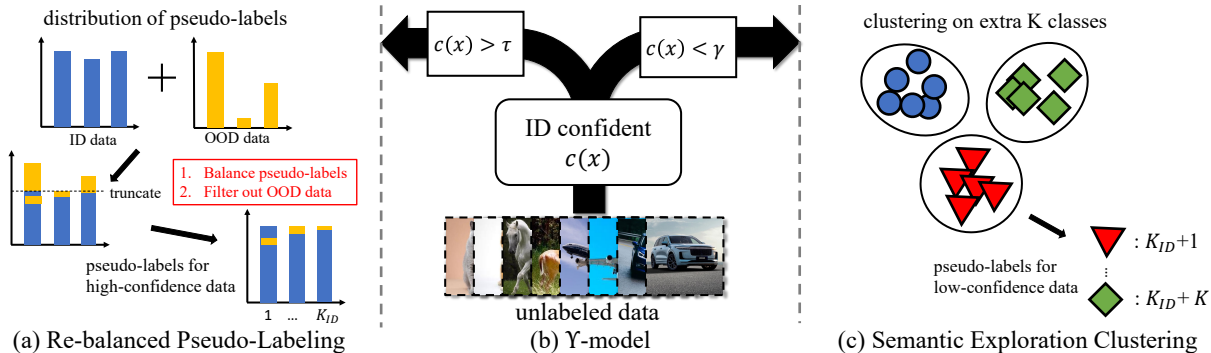 distribution of pseudo-labels
ID data
OOD data
truncate
1. Balance pseudo-labels
2. Filter out OOD data
pseudo-labels for
high-confidence data
1 ... K_ID
(a) Re-balanced Pseudo-Labeling
c(x) > τ
c(x) < γ
ID confident
c(x)
unlabeled data
(b) Υ-model
clustering on extra K classes
pseudo-labels for
low-confidence data
: K_ID+1
: K_ID+ K
(c) Semantic Exploration Clustering